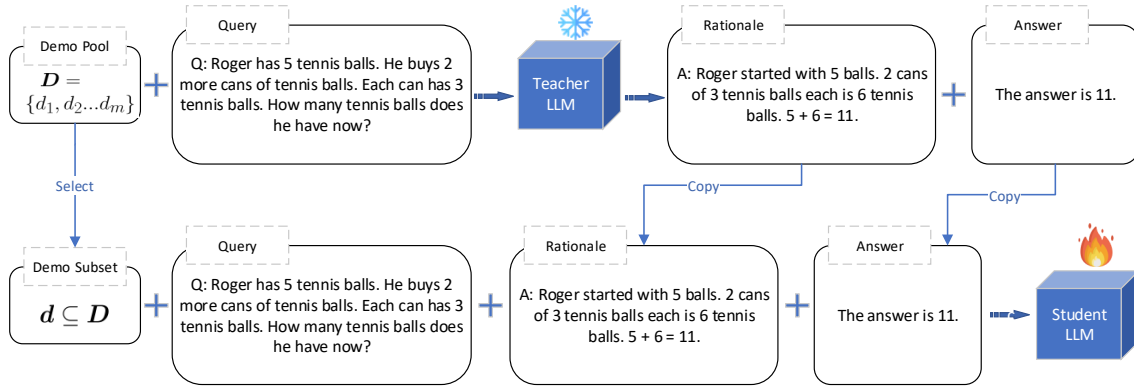 Demo Pool
D =
{d1, d2...dm}
Query
Q: Roger has 5 tennis balls. He buys 2
more cans of tennis balls. Each can has 3
tennis balls. How many tennis balls does
he have now?
Teacher
LLM
Rationale
A: Roger started with 5 balls. 2 cans
of 3 tennis balls each is 6 tennis
balls. 5 + 6 = 11.
Answer
The answer is 11.
Select
Copy
Copy
Demo Subset
d ⊆ D
Query
Q: Roger has 5 tennis balls. He buys 2
more cans of tennis balls. Each can has 3
tennis balls. How many tennis balls does
he have now?
Rationale
A: Roger started with 5 balls. 2 cans
of 3 tennis balls each is 6 tennis
balls. 5 + 6 = 11.
Answer
The answer is 11.
Student
LLM